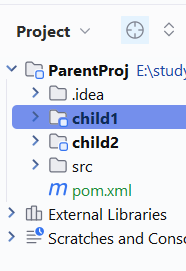 Project
ParentProj E:\study
.idea
child1
child2
src
pom.xml
External Libraries
Scratches and Conso